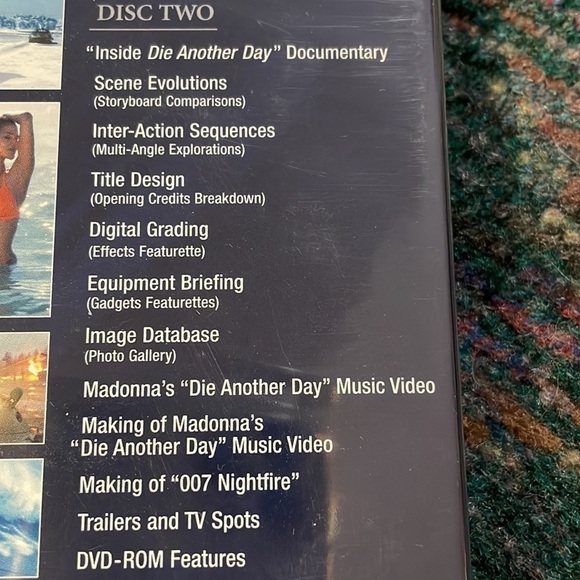 DISC TWO
“Inside Die Another Day” Documentary
Scene Evolutions
(Storyboard Comparisons)
Inter-Action Sequences
(Multi-Angle Explorations)
Title Design
(Opening Credits Breakdown)
Digital Grading
(Effects Featurette)
Equipment Briefing
(Gadgets Featurettes)
Image Database
(Photo Gallery)
Madonna’s “Die Another Day” Music Video
Making of Madonna’s
“Die Another Day” Music Video
Making of “007 Nightfire”
Trailers and TV Spots
DVD-ROM Features